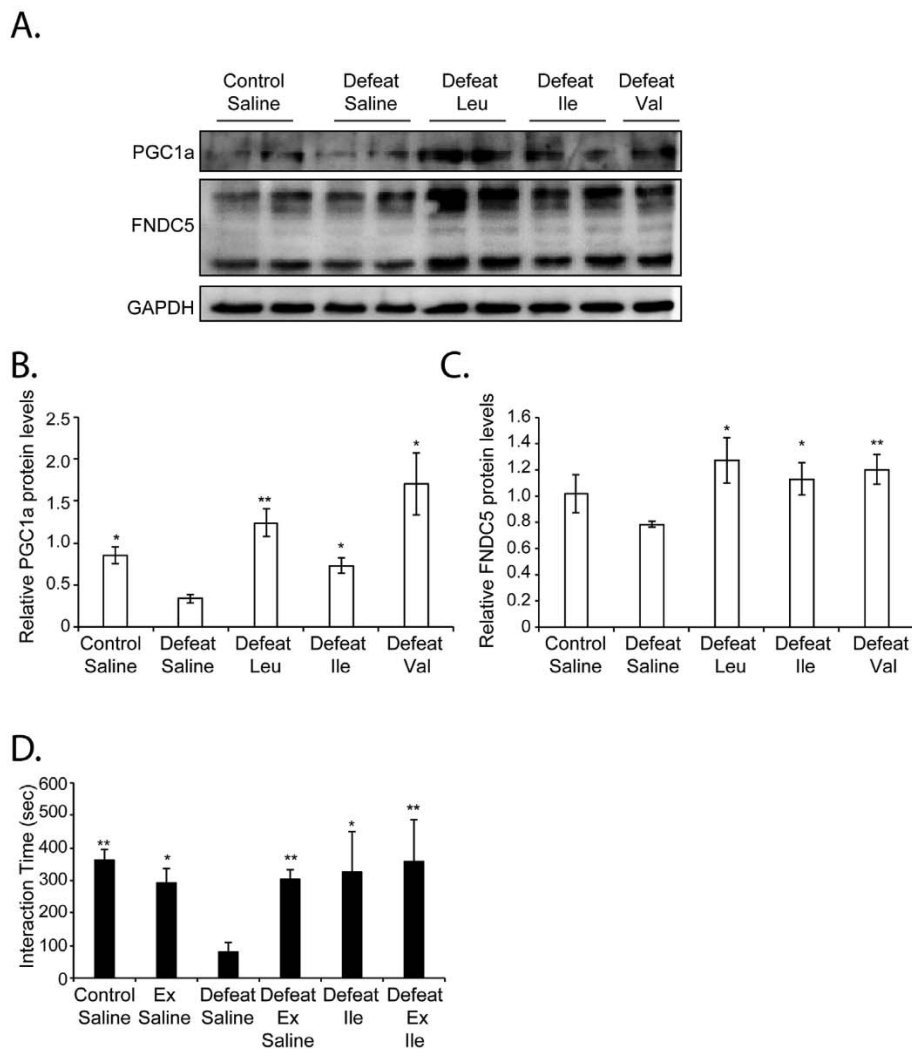 A.
Control Defeat Defeat Defeat Defeat
Saline Saline Leu Ile Val
PGC1a
FNDC5
GAPDH
B.
Relative PGC1a protein levels
2.5
2.0
1.5
1.0
0.5
0
* ** * *
Control Defeat Defeat Defeat Defeat
Saline Saline Leu Ile Val
C.
Relative FNDC5 protein levels
1.6
1.4
1.2
1.0
0.8
0.6
0.4
0.2
0
* * **
Control Defeat Defeat Defeat Defeat
Saline Saline Leu Ile Val
D.
Interaction Time (sec)
600
500
400
300
200
100
0
** * ** * **
Control Ex Defeat Defeat Defeat Defeat
Saline Saline Saline Ex Ile Ex
Saline Ile